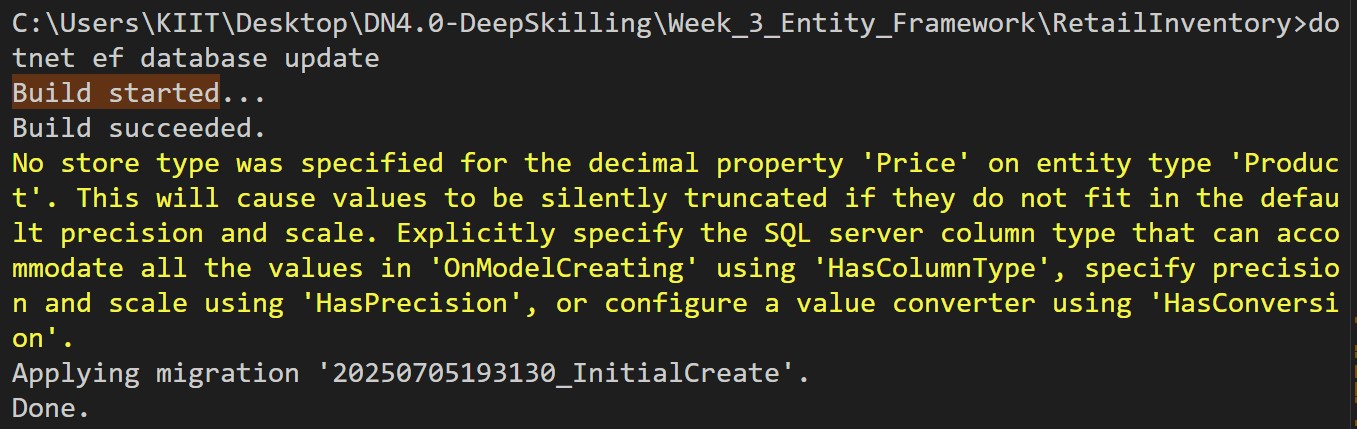 C:\Users\KIIT\Desktop\DN4.0-DeepSkilling\Week_3_Entity_Framework\RetailInventory>do
tnet ef database update
Build started...
Build succeeded.
No store type was specified for the decimal property 'Price' on entity type 'Produc
t'. This will cause values to be silently truncated if they do not fit in the defau
lt precision and scale. Explicitly specify the SQL server column type that can acco
mmodate all the values in 'OnModelCreating' using 'HasColumnType', specify precisio
n and scale using 'HasPrecision', or configure a value converter using 'HasConversi
on'.
Applying migration '20250705193130_InitialCreate'.
Done.